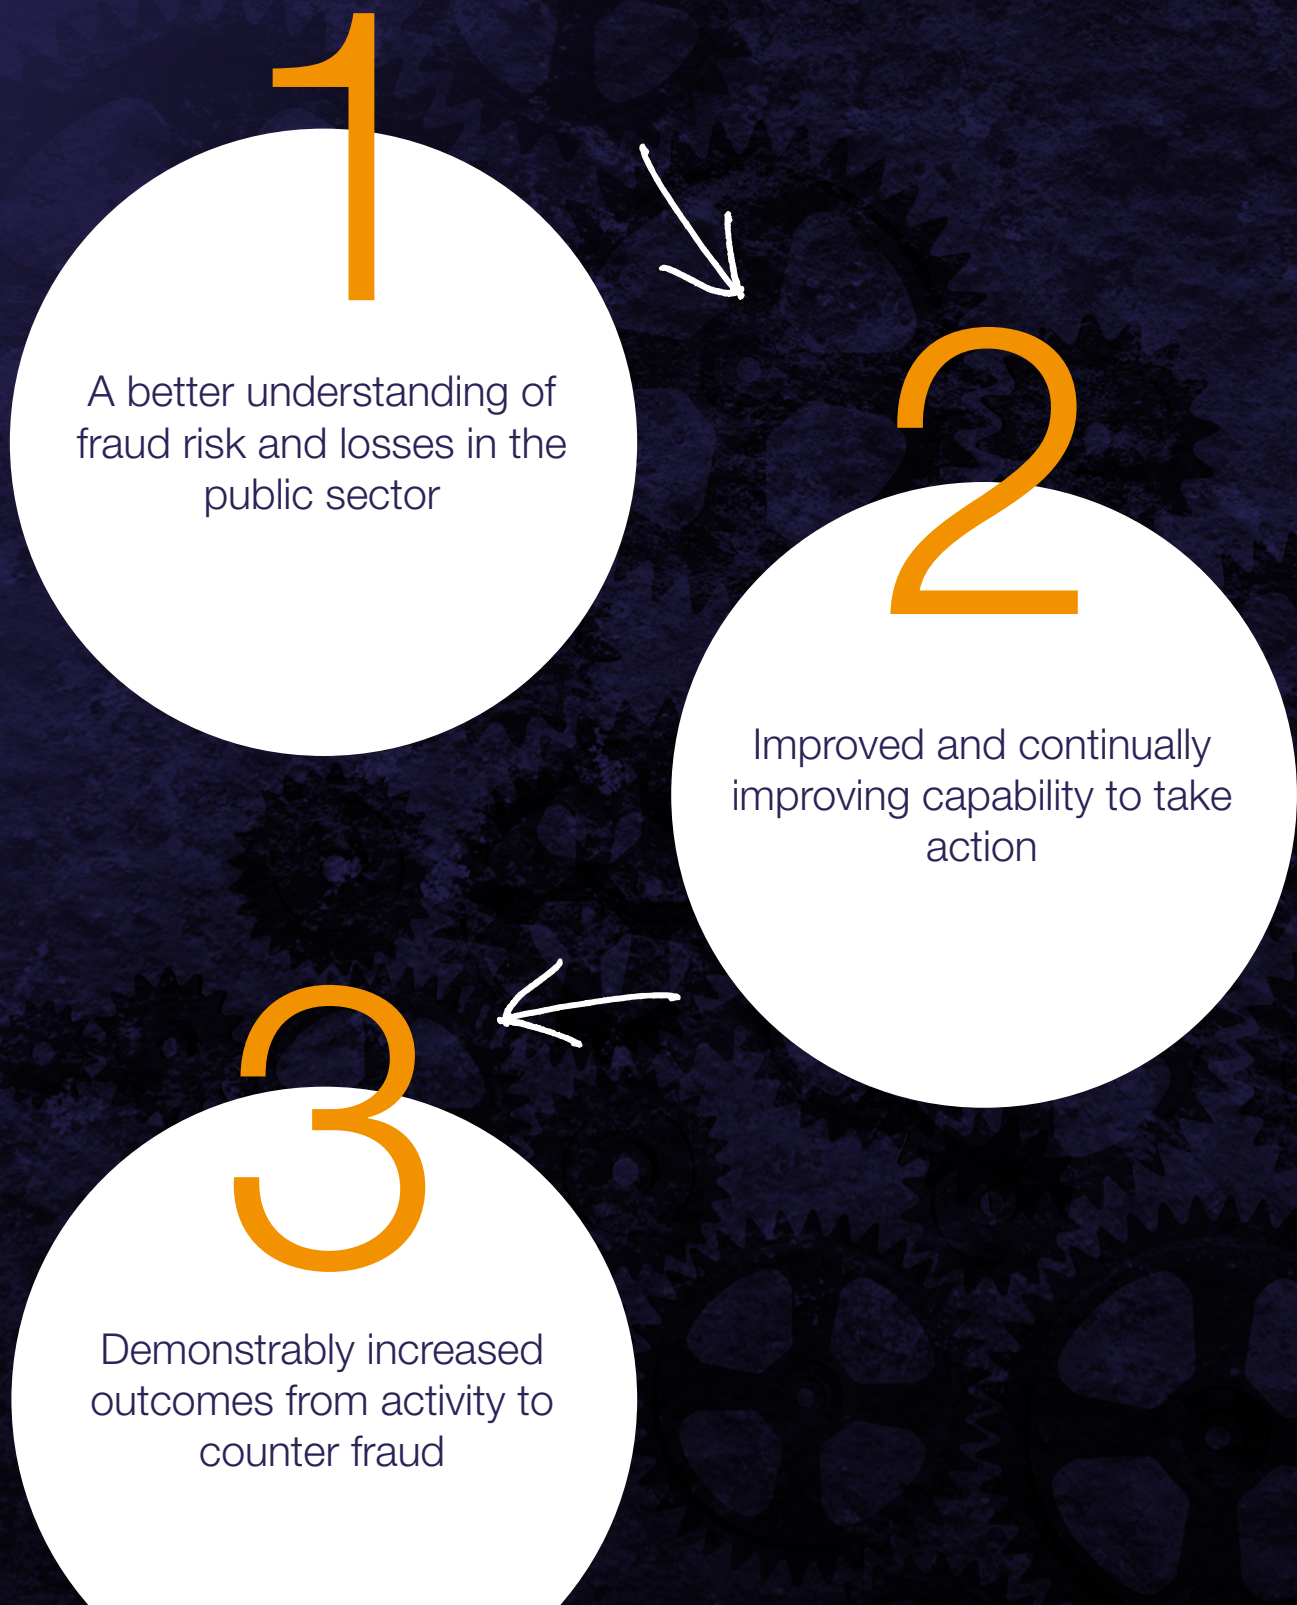 1
A better understanding of
fraud risk and losses in the
public sector
2
Improved and continually
improving capability to take
action
3
Demonstrably increased
outcomes from activity to
counter fraud